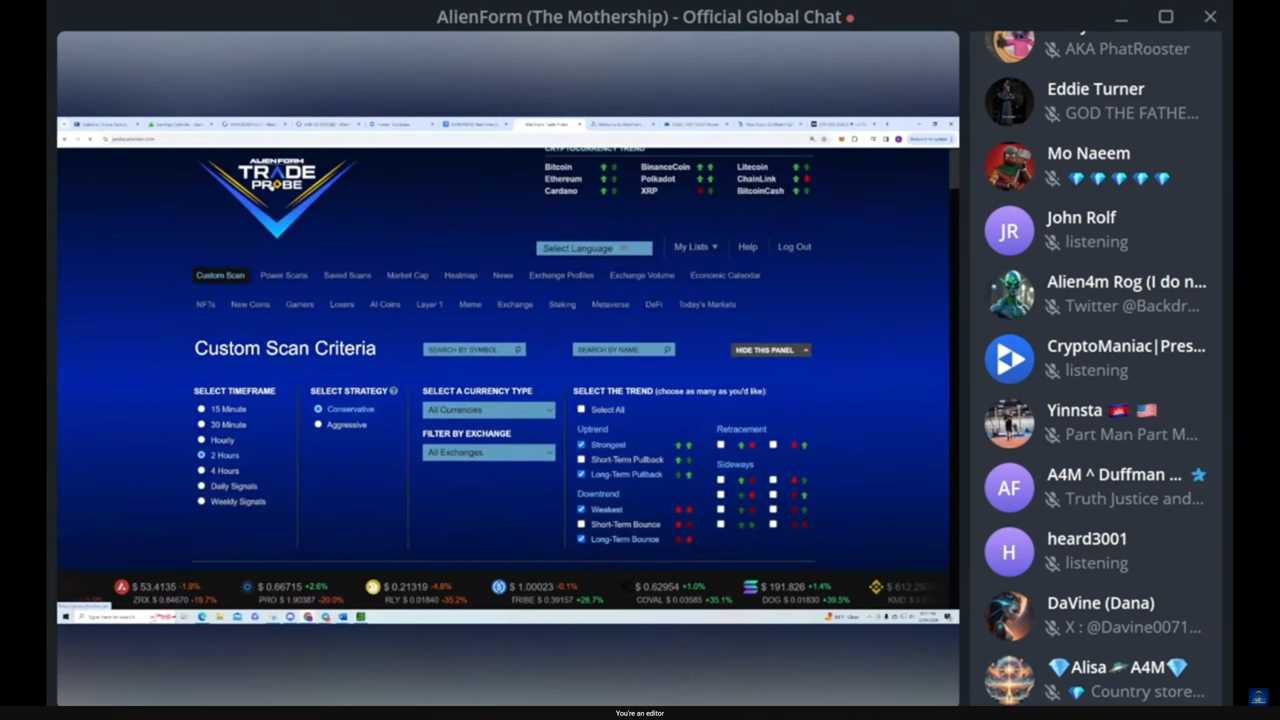 AlienForm (The Mothership) - Official Global Chat
CRYPTOCURRENCY TREND
Bitcoin BinanceCoin Litecoin
Ethereum Polkadot ChainLink
Cardano XRP BitcoinCash
ALIEN FORM
TRADE
PROBE
Select Language My Lists Help Log Out
Custom Scan Power Scans Saved Scans Market Cap Heatmap News Exchange Profiles Exchange Volume Economic Calendar
NFTs New Coins Gainers Losers AI Coins Layer 1 Meme Exchange Staking Metaverse DeFi Today's Markets
Custom Scan Criteria SEARCH BY SYMBOL SEARCH BY NAME HIDE THIS PANEL
SELECT TIMEFRAME
15 Minute
30 Minute
Hourly
2 Hours
4 Hours
Daily Signals
Weekly Signals
SELECT STRATEGY
Conservative
Aggressive
SELECT A CURRENCY TYPE
All Currencies
FILTER BY EXCHANGE
All Exchanges
SELECT THE TREND (choose as many as you'd like):
Select All
Uptrend
Strongest
Short-Term Pullback
Long-Term Pullback
Downtrend
Weakest
Short-Term Bounce
Long-Term Bounce
Retracement
Sideways
$ 53.4135 -1.9% $ 0.66715 +2.6% $ 0.21319 -4.6% $ 1.00023 -0.1% $ 0.62954 +1.0% $ 191.826 +1.4%
ZRX $ 0.84670 -19.7% PRO $ 1.90387 -20.0% RLY $ 0.01840 -35.2% TRIBE $ 0.39157 +26.7% COVAL $ 0.03585 +35.1% DOG $ 0.01830 +39.5%
Type here to search
AKA PhatRooster
Eddie Turner
GOD THE FATHE...
Mo Naeem
💎 💎 💎 💎 💎
JR
John Rolf
listening
Alien4m Rog (I do n...
Twitter @Backdr...
CryptoManiac|Pres...
listening
Yinnsta 🇰🇭 🇺🇸
Part Man Part M...
AF
A4M ^ Duffman ...
Truth Justice and...
H
heard3001
listening
DaVine (Dana)
X : @Davine0071...
💎Alisa🛸A4M💎
💎 Country store...
You're an editor